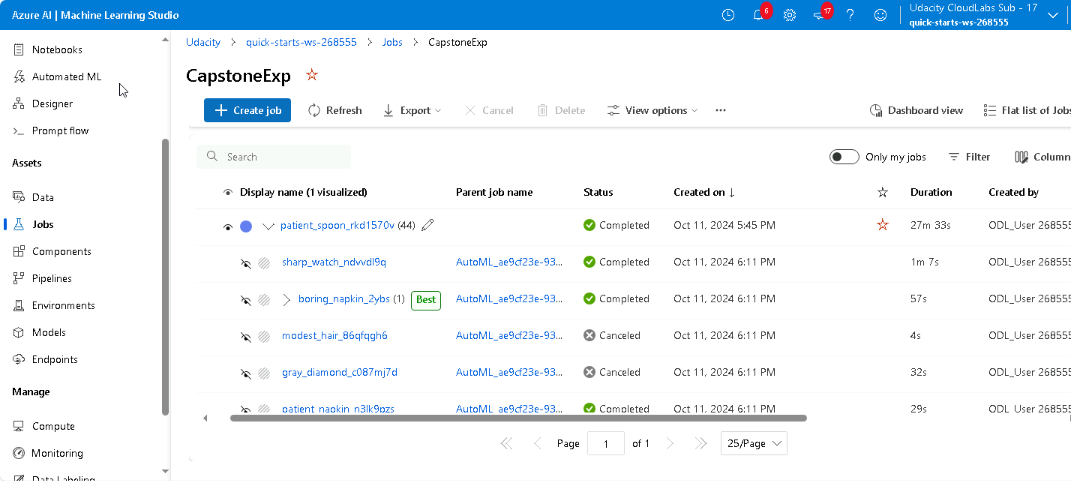 Azure AI | Machine Learning Studio
6
17
?
Udacity CloudLabs Sub - 17
quick-starts-ws-268555
Notebooks
Automated ML
Designer
Prompt flow
Assets
Data
Jobs
Components
Pipelines
Environments
Models
Endpoints
Manage
Compute
Monitoring
Data Labeling
Udacity > quick-starts-ws-268555 > Jobs > CapstoneExp
CapstoneExp
+ Create job Refresh Export Cancel Delete View options ··· Dashboard view Flat list of Jobs
Search Only my jobs Filter Column
Display name (1 visualized) Parent job name Status Created on ↓ Duration Created by
patient_spoon_rkd1570v (44) Completed Oct 11, 2024 5:45 PM 27m 33s ODL_User 268555
sharp_watch_ndvvdl9q AutoML_ae9cf23e-93... Completed Oct 11, 2024 6:11 PM 1m 7s ODL_User 268555
boring_napkin_2ybs (1) Best AutoML_ae9cf23e-93... Completed Oct 11, 2024 6:11 PM 57s ODL_User 268555
modest_hair_86qfqgh6 AutoML_ae9cf23e-93... Canceled Oct 11, 2024 6:11 PM 4s ODL_User 268555
gray_diamond_c087mj7d AutoML_ae9cf23e-93... Canceled Oct 11, 2024 6:11 PM 32s ODL_User 268555
patient_napkin_n3lk9pzs AutoML_ae9cf23e-93... Completed Oct 11, 2024 6:11 PM 29s ODL_User 268555
Page 1 of 1 25/Page